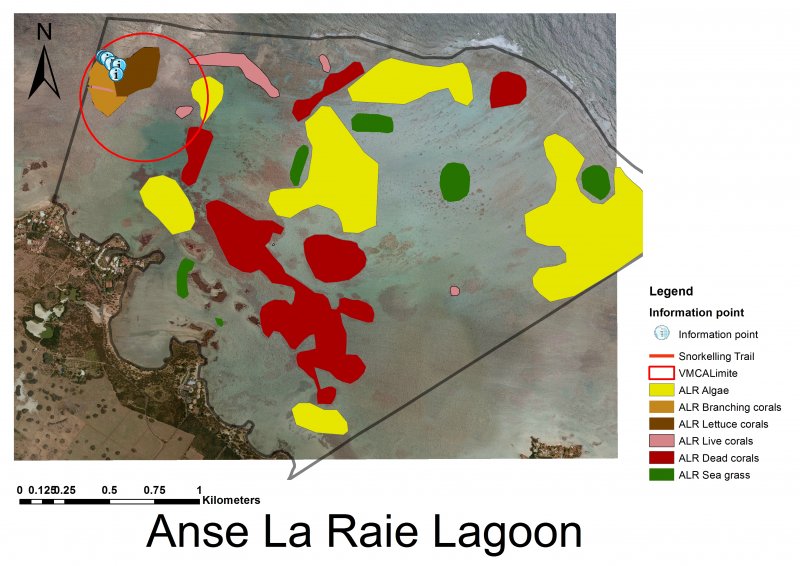 N
Legend
Information point
Information point
Snorkelling Trail
VMCALimite
ALR Algae
ALR Branching corals
ALR Lettuce corals
ALR Live corals
ALR Dead corals
ALR Sea grass
0 0.125 0.25 0.5 0.75 1
Kilometers
Anse La Raie Lagoon